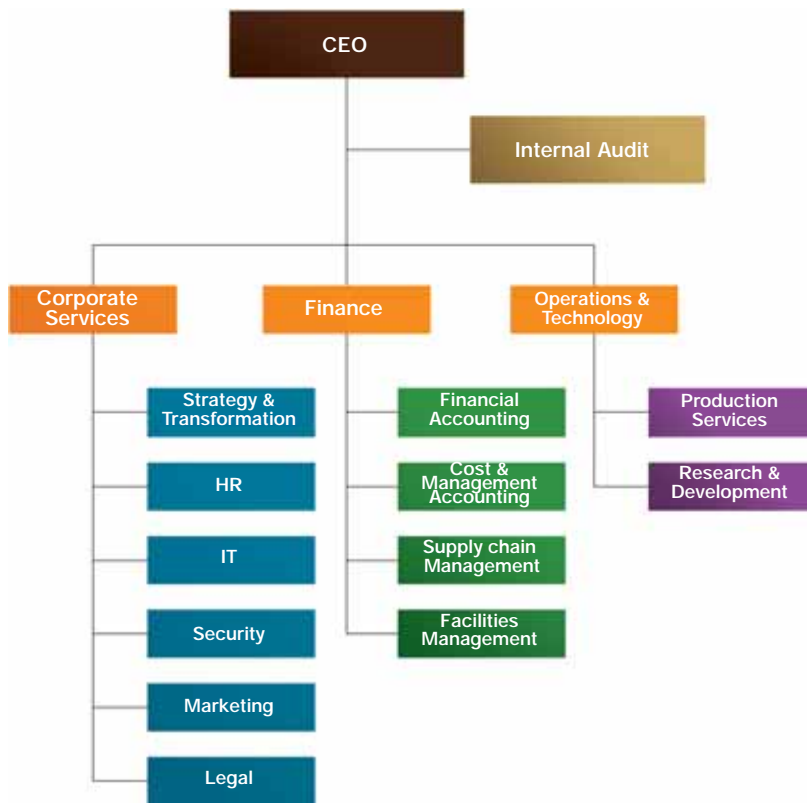 CEO
Internal Audit
Corporate
Services
Finance
Operations &
Technology
Strategy &
Transformation
HR
IT
Security
Marketing
Legal
Financial
Accounting
Cost &
Management
Accounting
Supply chain
Management
Facilities
Management
Production
Services
Research &
Development